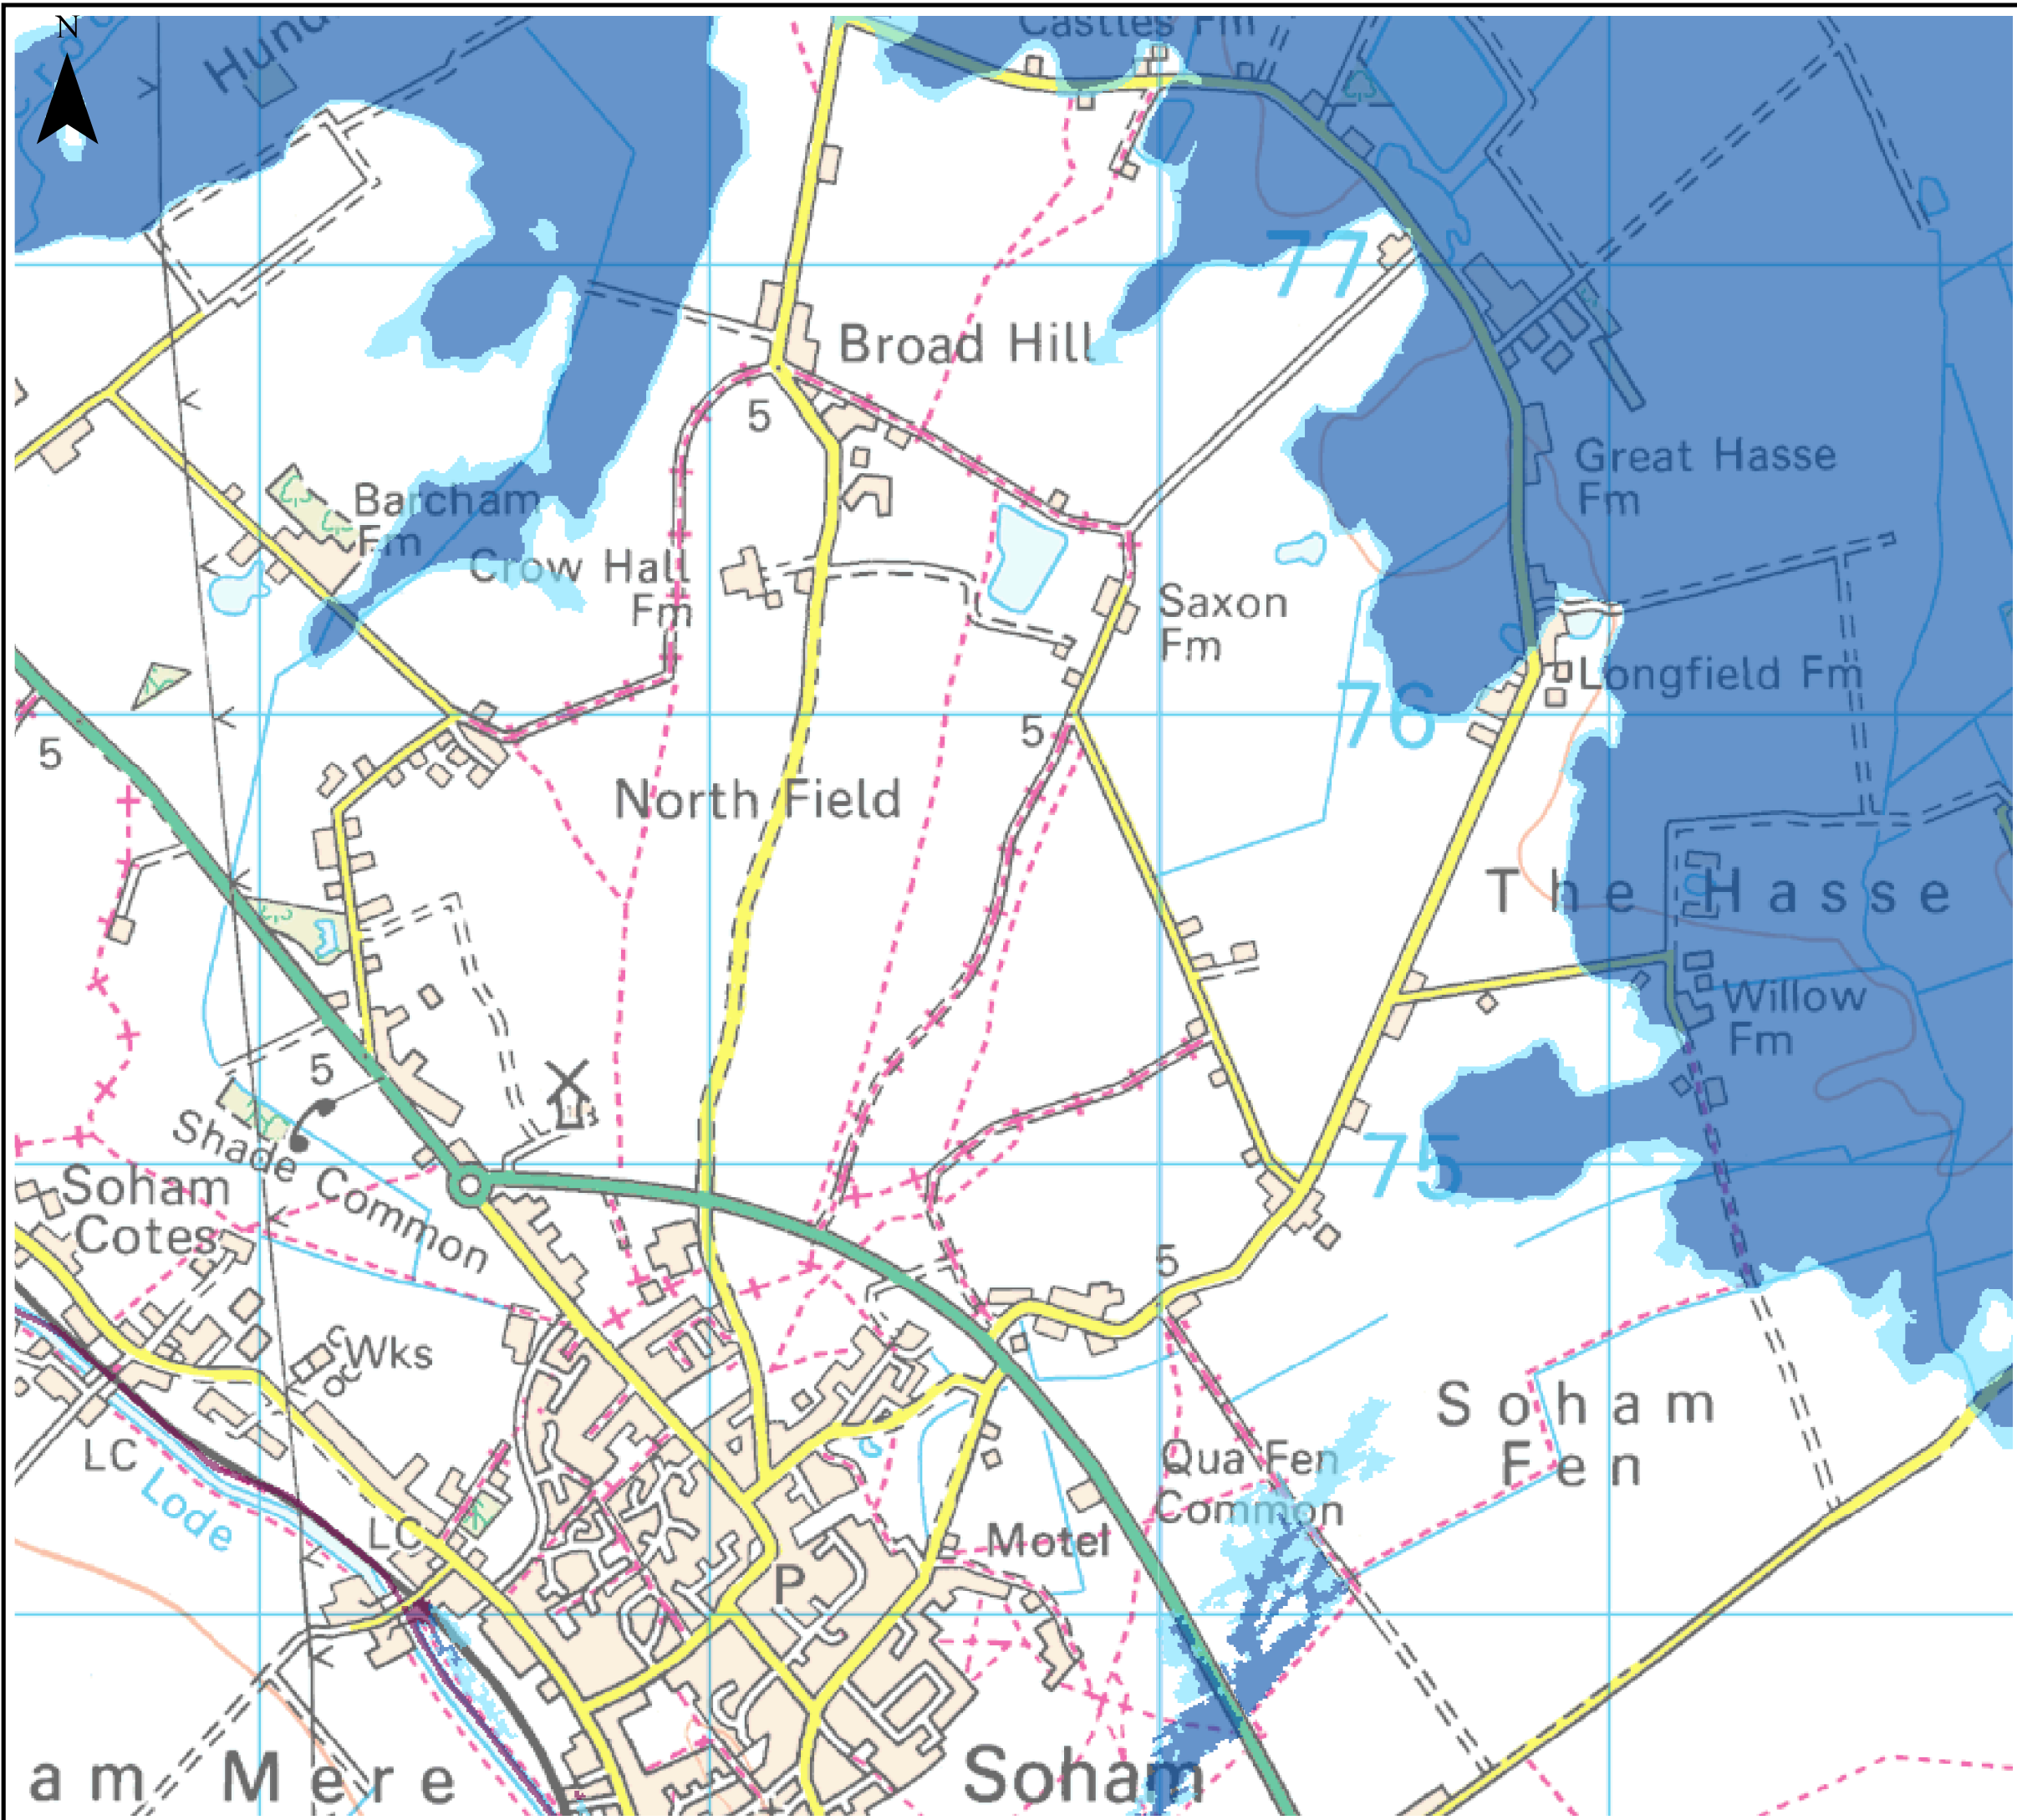 N
Castles Fm
77
Broad Hill
5
Great Hasse
Fm
Barcham
Fm
Crow Hall
Fm
Saxon
Fm
Longfield Fm
76
5
5
North Field
The Hasse
Willow
Fm
5
Shade Common
75
Soham
Cotes
5
Wks
Soham
Fen
LC
Lode
Qua Fen
Common
LC
Motel
P
am Mere
Soham